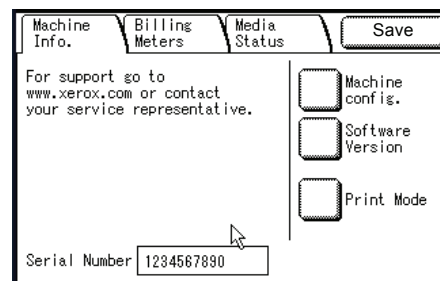 Machine Info.
Billing Meters
Media Status
Save
For support go to
www.xerox.com or contact
your service representative.
Machine config.
Software Version
Print Mode
Serial Number 1234567890